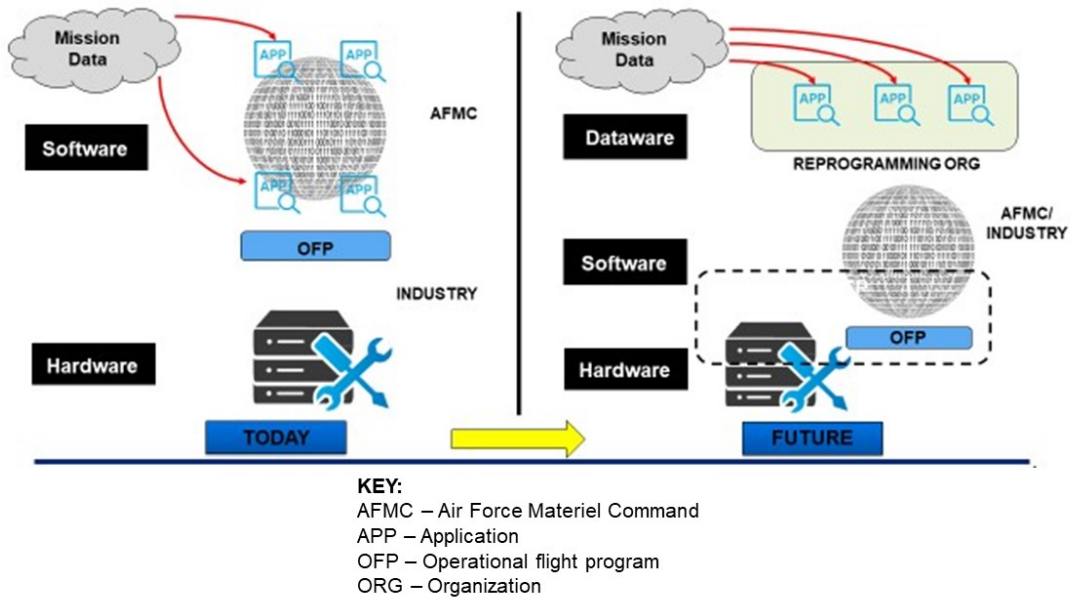 Mission
Data
APP
APP
AFMC
Software
APP
APP
OFP
INDUSTRY
Hardware
TODAY
Mission
Data
APP
APP
APP
Dataware
REPROGRAMMING ORG
AFMC/
INDUSTRY
Software
OFP
Hardware
FUTURE
KEY:
AFMC – Air Force Materiel Command
APP – Application
OFP – Operational flight program
ORG – Organization